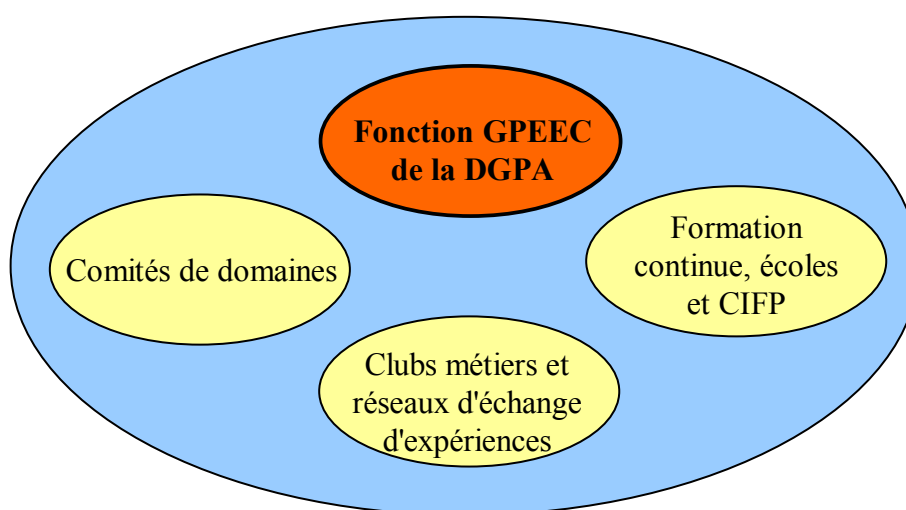 Fonction GPEEC
de la DGPA
Comités de domaines
Formation
continue, écoles
et CIFP
Clubs métiers et
réseaux d'échange
d'expériences